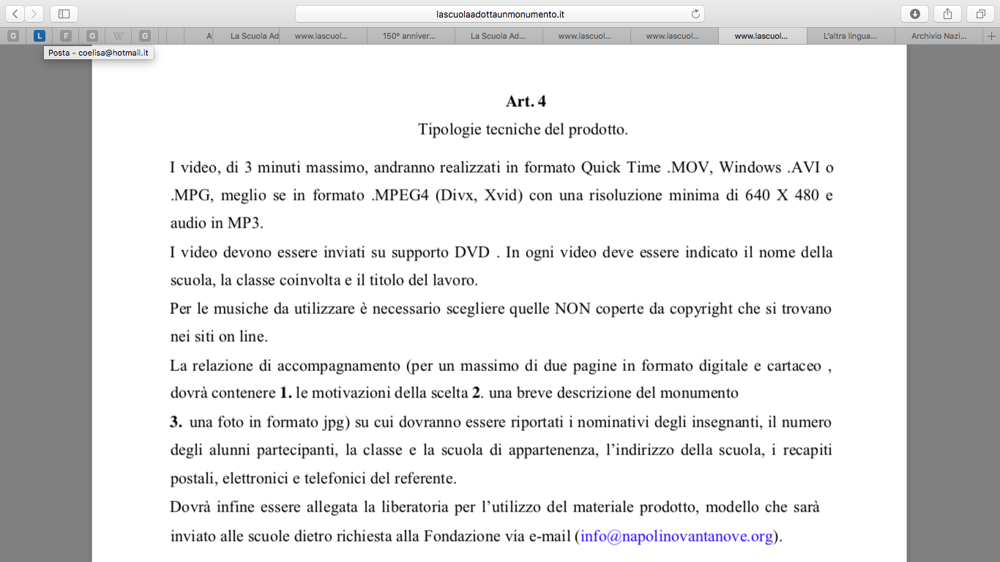 lascuolaadottaunmonumento.it
G L F G W G A' La Scuola Ad www.lascuol... 150° anniver... La Scuola Ad... www.lascuol... www.lascuol... www.lascuol... L'altra lingua... Archivio Nazi...
Posta - coelisa@hotmail.it
Art. 4
Tipologie tecniche del prodotto.
I video, di 3 minuti massimo, andranno realizzati in formato Quick Time .MOV, Windows .AVI o
.MPG, meglio se in formato .MPEG4 (Divx, Xvid) con una risoluzione minima di 640 X 480 e
audio in MP3.
I video devono essere inviati su supporto DVD . In ogni video deve essere indicato il nome della
scuola, la classe coinvolta e il titolo del lavoro.
Per le musiche da utilizzare è necessario scegliere quelle NON coperte da copyright che si trovano
nei siti on line.
La relazione di accompagnamento (per un massimo di due pagine in formato digitale e cartaceo ,
dovrà contenere 1. le motivazioni della scelta 2. una breve descrizione del monumento
3. una foto in formato jpg) su cui dovranno essere riportati i nominativi degli insegnanti, il numero
degli alunni partecipanti, la classe e la scuola di appartenenza, l'indirizzo della scuola, i recapiti
postali, elettronici e telefonici del referente.
Dovrà infine essere allegata la liberatoria per l'utilizzo del materiale prodotto, modello che sarà
inviato alle scuole dietro richiesta alla Fondazione via e-mail (info@napolinovantanove.org).